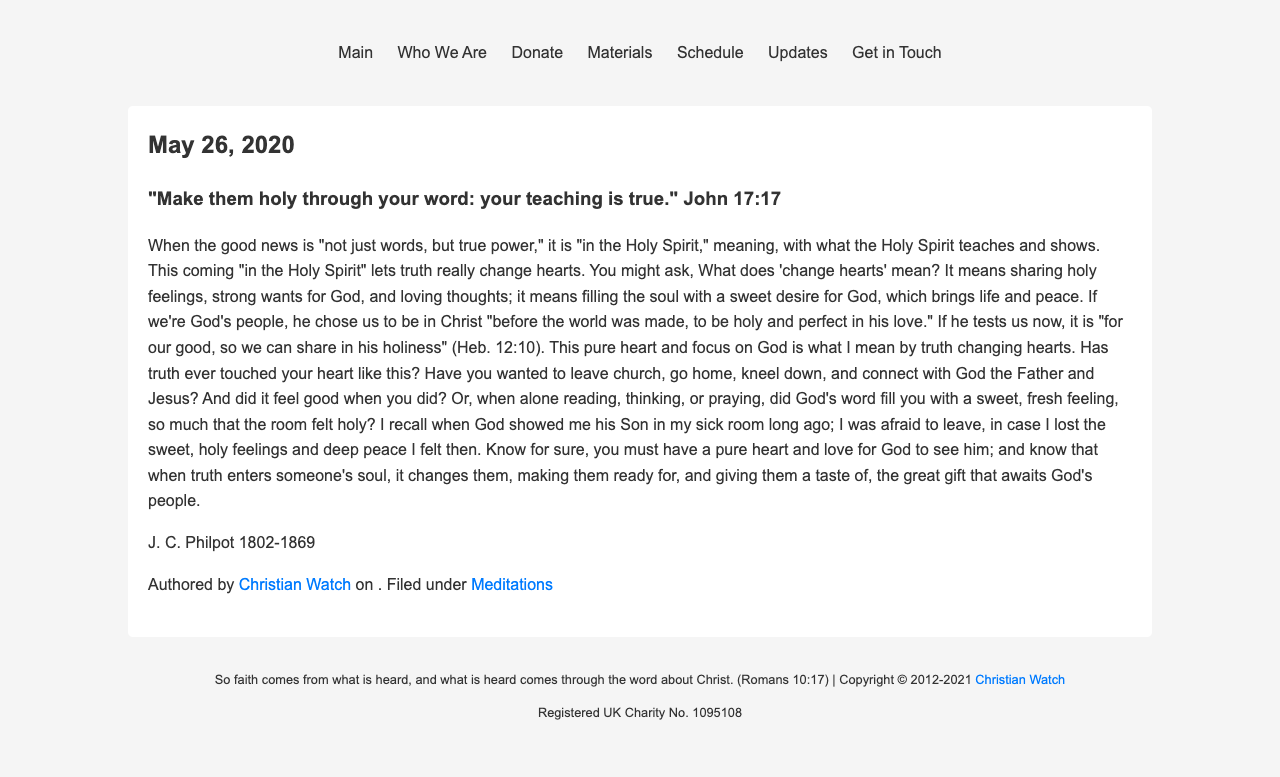 Main Who We Are Donate Materials Schedule Updates Get in Touch
May 26, 2020
"Make them holy through your word: your teaching is true." John 17:17
When the good news is "not just words, but true power," it is "in the Holy Spirit," meaning, with what the Holy Spirit teaches and shows.
This coming "in the Holy Spirit" lets truth really change hearts. You might ask, What does 'change hearts' mean? It means sharing holy
feelings, strong wants for God, and loving thoughts; it means filling the soul with a sweet desire for God, which brings life and peace. If
we're God's people, he chose us to be in Christ "before the world was made, to be holy and perfect in his love." If he tests us now, it is "for
our good, so we can share in his holiness" (Heb. 12:10). This pure heart and focus on God is what I mean by truth changing hearts. Has
truth ever touched your heart like this? Have you wanted to leave church, go home, kneel down, and connect with God the Father and
Jesus? And did it feel good when you did? Or, when alone reading, thinking, or praying, did God's word fill you with a sweet, fresh feeling,
so much that the room felt holy? I recall when God showed me his Son in my sick room long ago; I was afraid to leave, in case I lost the
sweet, holy feelings and deep peace I felt then. Know for sure, you must have a pure heart and love for God to see him; and know that
when truth enters someone's soul, it changes them, making them ready for, and giving them a taste of, the great gift that awaits God's
people.
J. C. Philpot 1802-1869
Authored by Christian Watch on . Filed under Meditations
So faith comes from what is heard, and what is heard comes through the word about Christ. (Romans 10:17) | Copyright © 2012-2021 Christian Watch
Registered UK Charity No. 1095108